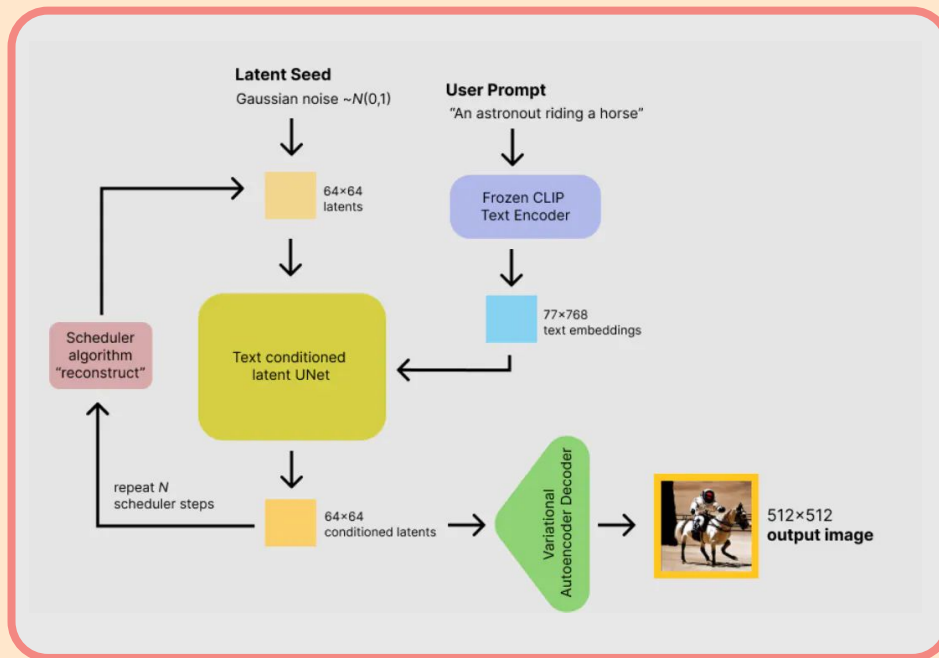 Latent Seed
Gaussian noise ~N(0,1)
User Prompt
“An astronout riding a horse”
64×64
latents
Frozen CLIP
Text Encoder
77×768
text embeddings
Scheduler
algorithm
“reconstruct”
Text conditioned
latent UNet
repeat N
scheduler steps
64×64
conditioned latents
Variational
Autoencoder Decoder
512×512
output image